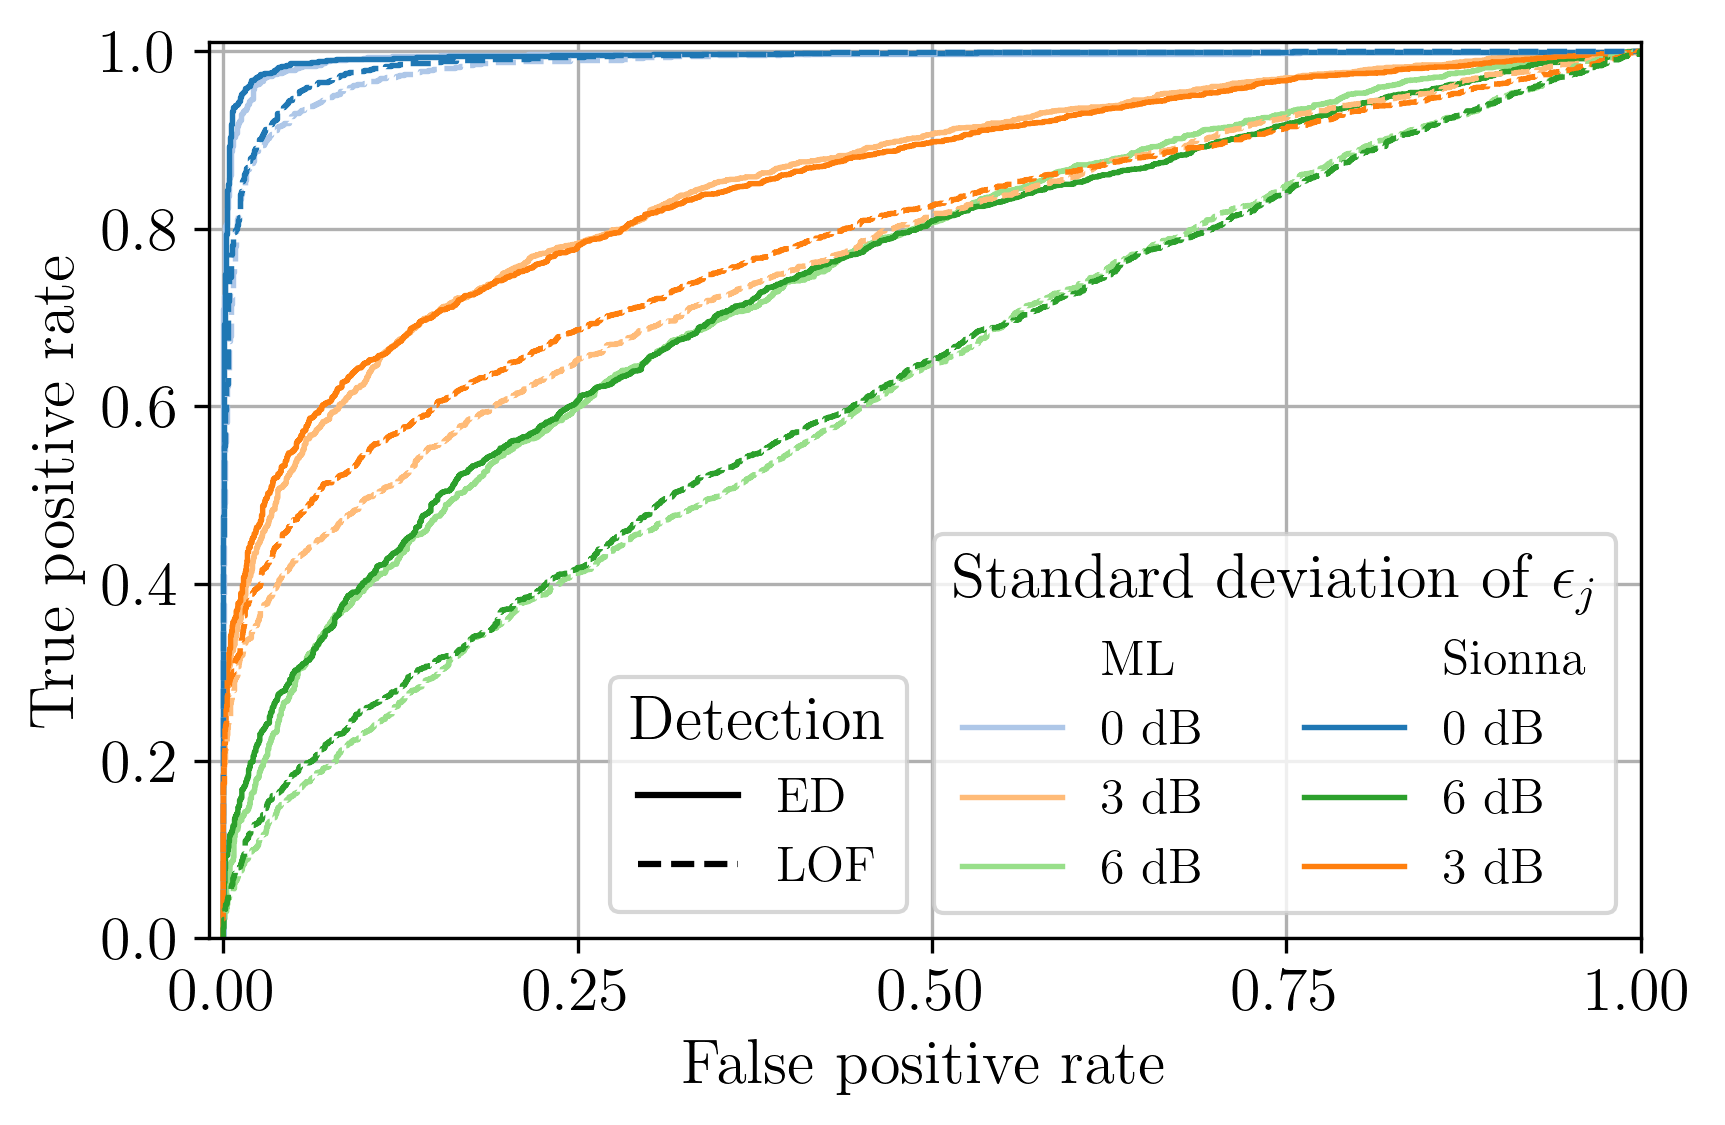 1.0
0.8
0.6
0.4
0.2
0.0
True positive rate
0.00 0.25 0.50 0.75 1.00
False positive rate
Detection
ED
LOF
Standard deviation of ϵj
ML Sionna
0 dB 0 dB
3 dB 6 dB
6 dB 3 dB